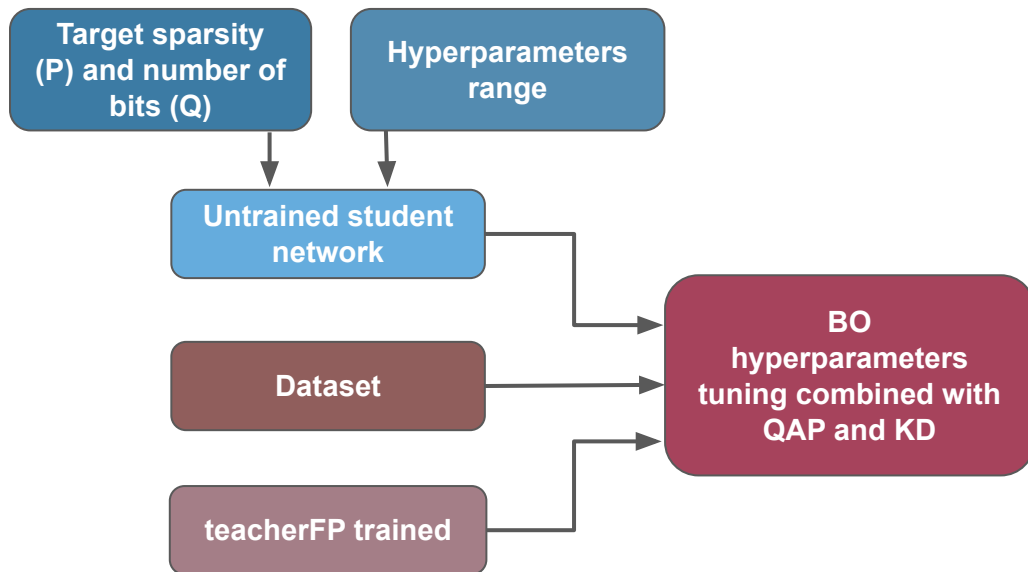 Target sparsity
(P) and number of
bits (Q)
Hyperparameters
range
Untrained student
network
Dataset
teacherFP trained
BO
hyperparameters
tuning combined with
QAP and KD